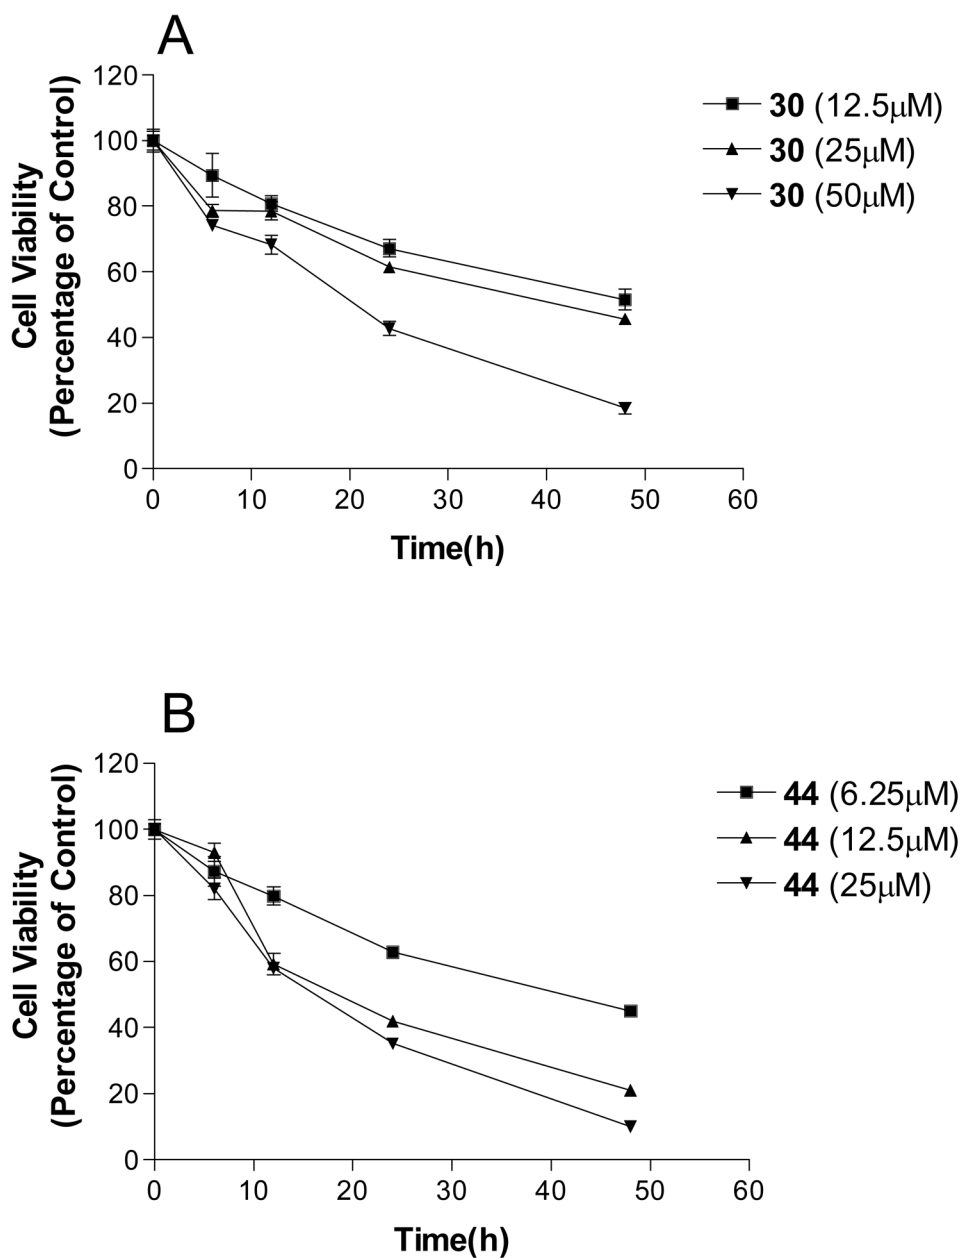 A
120
100
80
60
40
20
0
Cell Viability
(Percentage of Control)
0 10 20 30 40 50 60
Time(h)
30 (12.5μM)
30 (25μM)
30 (50μM)
B
120
100
80
60
40
20
0
Cell Viability
(Percentage of Control)
0 10 20 30 40 50 60
Time(h)
44 (6.25μM)
44 (12.5μM)
44 (25μM)